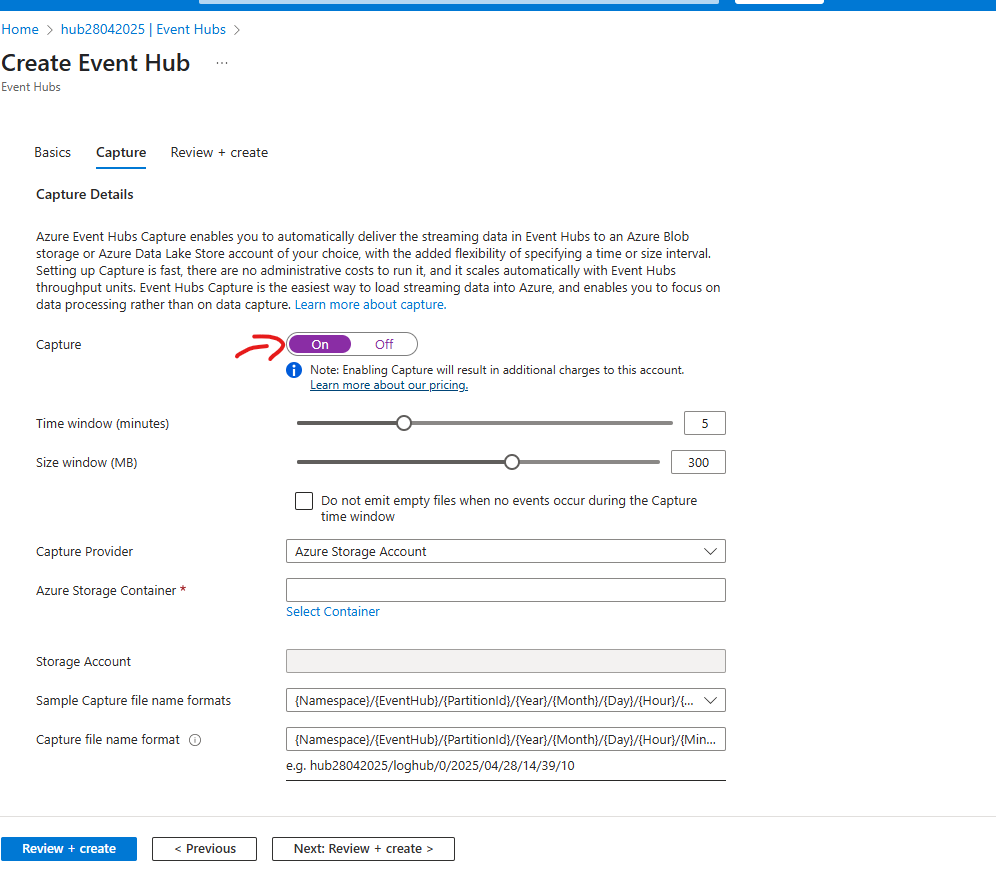 Home > hub28042025 | Event Hubs >
Create Event Hub ...
Event Hubs
Basics Capture Review + create
Capture Details
Azure Event Hubs Capture enables you to automatically deliver the streaming data in Event Hubs to an Azure Blob
storage or Azure Data Lake Store account of your choice, with the added flexibility of specifying a time or size interval.
Setting up Capture is fast, there are no administrative costs to run it, and it scales automatically with Event Hubs
throughput units. Event Hubs Capture is the easiest way to load streaming data into Azure, and enables you to focus on
data processing rather than on data capture. Learn more about capture.
Capture On Off
Note: Enabling Capture will result in additional charges to this account.
Learn more about our pricing.
Time window (minutes) 5
Size window (MB) 300
Do not emit empty files when no events occur during the Capture
time window
Capture Provider Azure Storage Account
Azure Storage Container *
Select Container
Storage Account
Sample Capture file name formats {Namespace}/{EventHub}/{PartitionId}/{Year}/{Month}/{Day}/{Hour}/{...
Capture file name format {Namespace}/{EventHub}/{PartitionId}/{Year}/{Month}/{Day}/{Hour}/{Min...
e.g. hub28042025/loghub/0/2025/04/28/14/39/10
Review + create < Previous Next: Review + create >